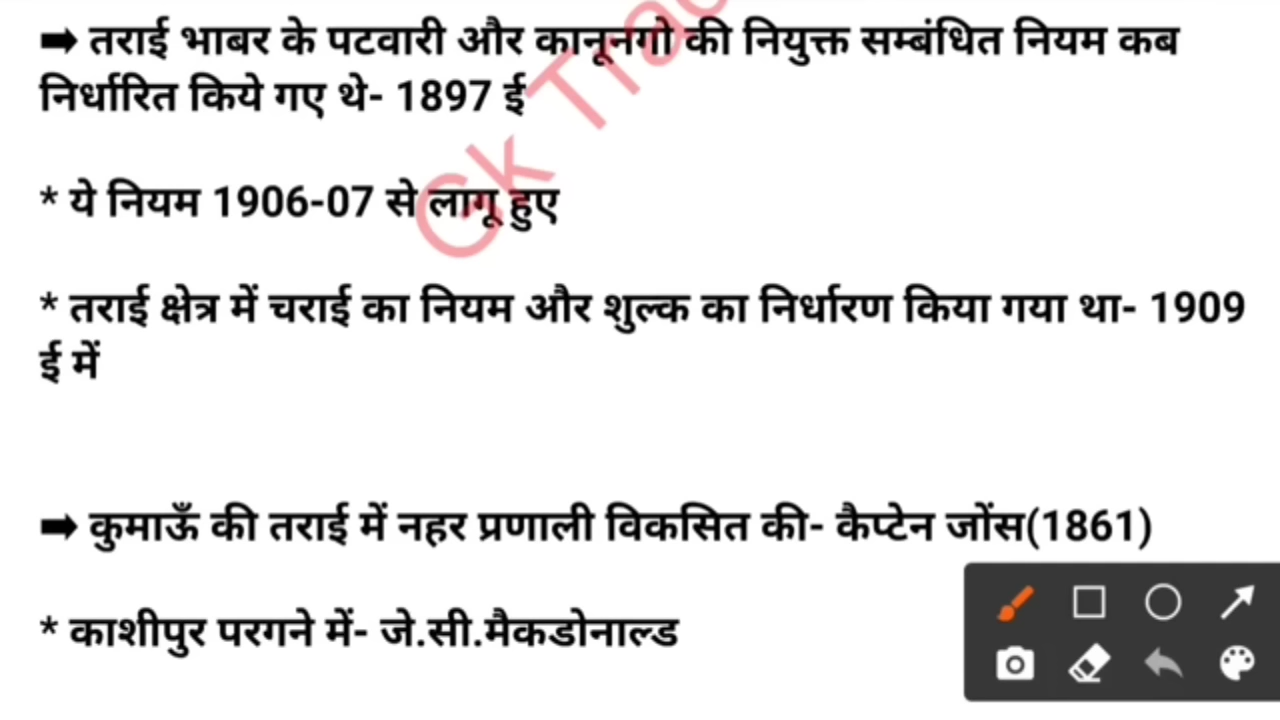 ➡ तराई भाबर के पटवारी और कानूनगो की नियुक्त सम्बंधित नियम कब
निर्धारित किये गए थे- 1897 ई
* ये नियम 1906-07 से लागू हुए
* तराई क्षेत्र में चराई का नियम और शुल्क का निर्धारण किया गया था- 1909
ई में
➡ कुमाऊँ की तराई में नहर प्रणाली विकसित की- कैप्टेन जोंस(1861)
* काशीपुर परगने में- जे.सी.मैकडोनाल्ड
Gk